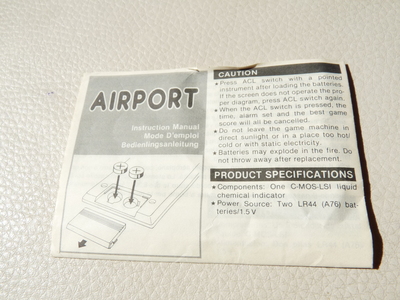 AIRPORT
Instruction Manual
Mode D'emploi
Bedienlingsanleitung
CAUTION
•Press ACL switch with a pointed
instrument after loading the batteries.
If the screen does not operate the pro-
per diagram, press ACL switch again.
•When the ACL switch is pressed, the
time, alarm set and the best game
score will all be cancelled.
•Do not leave the game machine in
direct sunlight or in a place too hot/
cold or with static electricity.
•Batteries may explode in the fire. Do
not throw away after replacement.
PRODUCT SPECIFICATIONS
•Components: One C-MOS-LSI liquid
chemical indicator
•Power Source: Two LR44 (A76) bat-
teries/1.5V